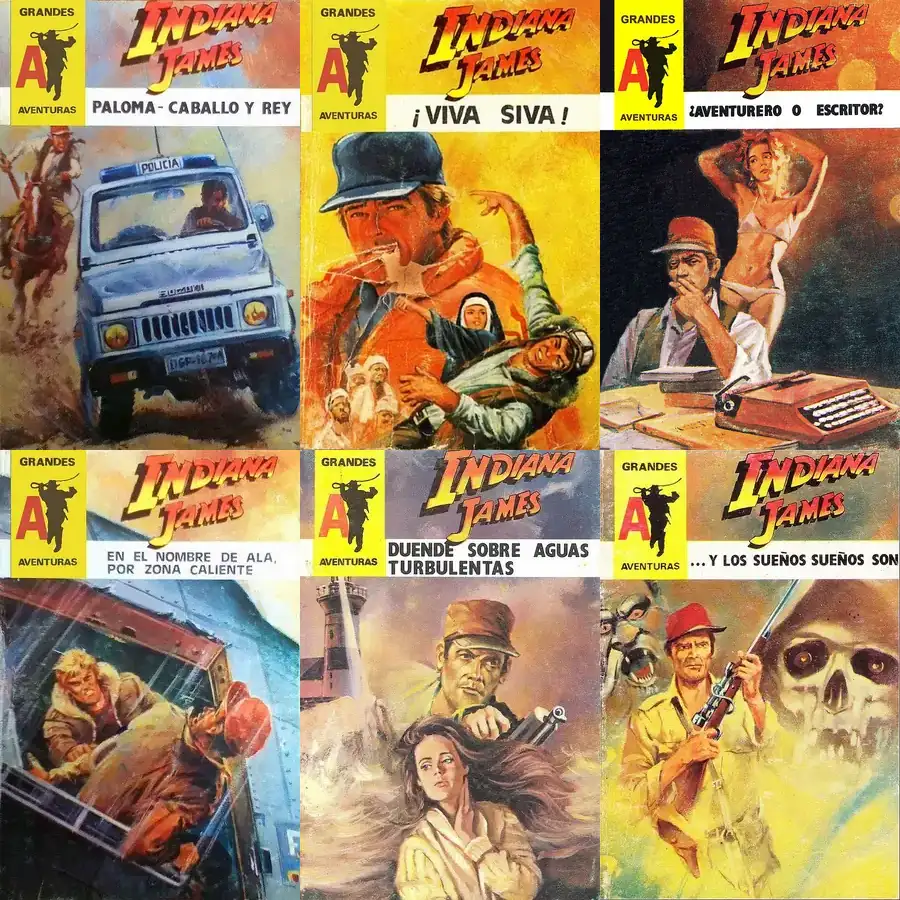 GRANDES
A
AVENTURAS
INDIANA
JAMES
PALOMA-CABALLO Y REY
POLICIA
SUZUKI
GRANDES
A
AVENTURAS
INDIANA
JAMES
¡VIVA SIVA!
GRANDES
A
AVENTURAS
INDIANA
JAMES
¿AVENTURERO O ESCRITOR?
GRANDES
A
AVENTURAS
INDIANA
JAMES
EN EL NOMBRE DE ALA,
POR ZONA CALIENTE
GRANDES
A
AVENTURAS
INDIANA
JAMES
DUENDE SOBRE AGUAS
TURBULENTAS
GRANDES
A
AVENTURAS
INDIANA
JAMES
...Y LOS SUEÑOS SUEÑOS SON